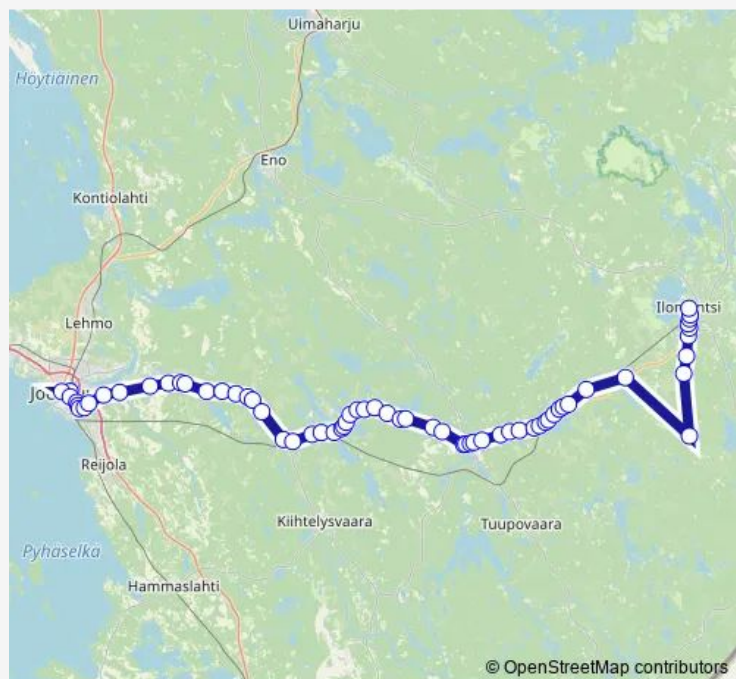 Uimaharju
Höytiäinen
Eno
Kontiolahti
Lehmo
Reijola
Kiihtelysvaara
Tuupovaara
Pyhäselkä
Hammaslahti
© OpenStreetMap contributors